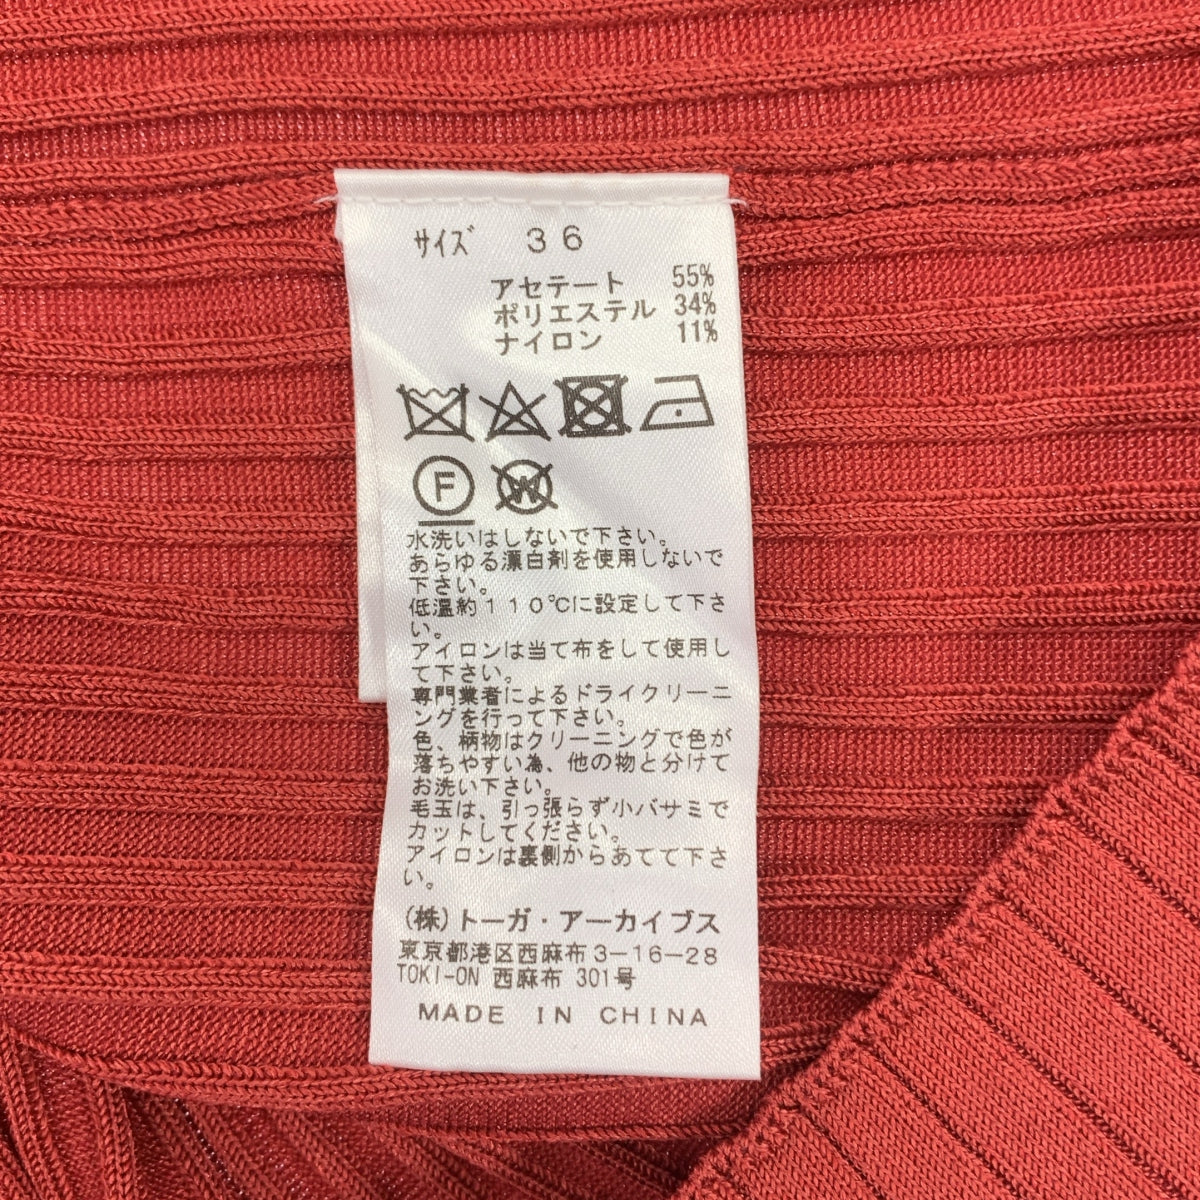 サイズ 36
アセテート 55%
ポリエステル 34%
ナイロン 11%
F W
水洗いはしないで下さい。
あらゆる漂白剤を使用しないで
下さい。
低温約110℃に設定して下さ
い。
アイロンは当て布をして使用し
て下さい。
専門業者によるドライクリーニ
ングを行って下さい。
色、柄物はクリーニングで色が
落ちやすい為、他の物と分けて
お洗い下さい。
毛玉は、引っ張らず小バサミで
カットしてください。
アイロンは裏側からあてて下さ
い。
(株)トーガ・アーカイブス
東京都港区西麻布3-16-28
TOKI-ON 西麻布 301号
MADE IN CHINA